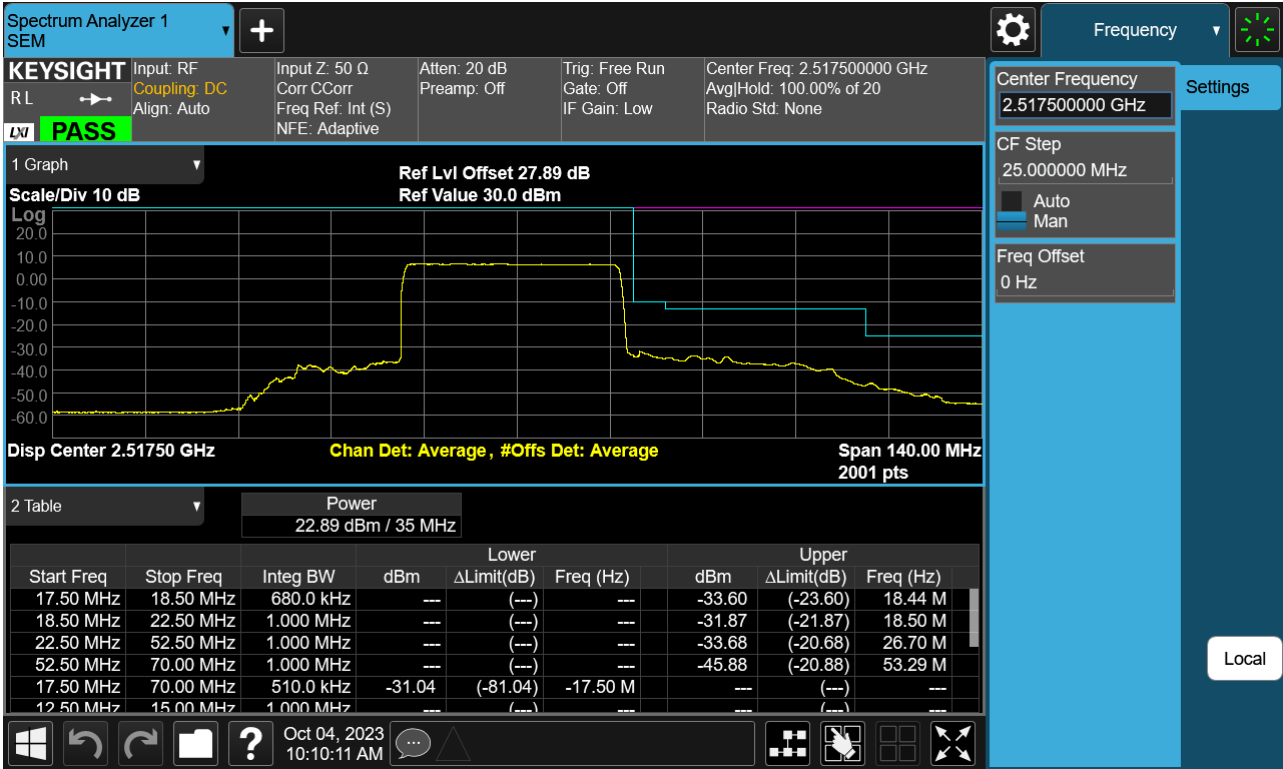 Spectrum Analyzer 1
SEM
Frequency
KEYSIGHT
R L
LXI
PASS
Input: RF
Coupling: DC
Align: Auto
Input Z: 50 Ω
Corr CCorr
Freq Ref: Int (S)
NFE: Adaptive
Atten: 20 dB
Preamp: Off
Trig: Free Run
Gate: Off
IF Gain: Low
Center Freq: 2.517500000 GHz
Avg|Hold: 100.00% of 20
Radio Std: None
Center Frequency
2.517500000 GHz
Settings
CF Step
25.000000 MHz
Auto
Man
Freq Offset
0 Hz
1 Graph
Scale/Div 10 dB
Ref Lvl Offset 27.89 dB
Ref Value 30.0 dBm
Log
20.0
10.0
0.00
-10.0
-20.0
-30.0
-40.0
-50.0
-60.0
Disp Center 2.51750 GHz
Chan Det: Average , #Offs Det: Average
Span 140.00 MHz
2001 pts
2 Table
Power
22.89 dBm / 35 MHz
Lower Upper
Start Freq Stop Freq Integ BW dBm ΔLimit(dB) Freq (Hz) dBm ΔLimit(dB) Freq (Hz)
17.50 MHz 18.50 MHz 680.0 kHz --- (---) --- -33.60 (-23.60) 18.44 M
18.50 MHz 22.50 MHz 1.000 MHz --- (---) --- -31.87 (-21.87) 18.50 M
22.50 MHz 52.50 MHz 1.000 MHz --- (---) --- -33.68 (-20.68) 26.70 M
52.50 MHz 70.00 MHz 1.000 MHz --- (---) --- -45.88 (-20.88) 53.29 M
17.50 MHz 70.00 MHz 510.0 kHz -31.04 (-81.04) -17.50 M --- (---) ---
12.50 MHz 15.00 MHz 1.000 MHz --- (---) --- --- (---) ---
Local
?
Oct 04, 2023
10:10:11 AM